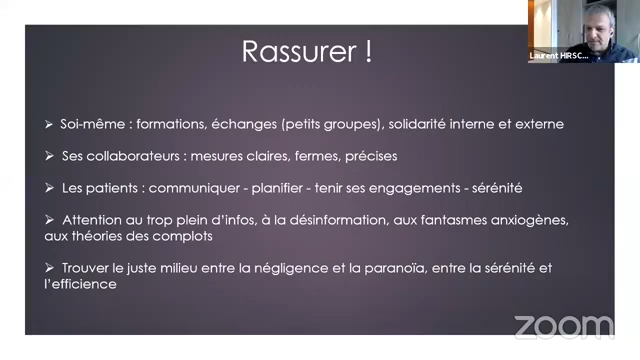 Laurent HIRSC...
Rassurer !
➤ Soi-même : formations, échanges (petits groupes), solidarité interne et externe
➤ Ses collaborateurs : mesures claires, fermes, précises
➤ Les patients : communiquer - planifier - tenir ses engagements - sérénité
➤ Attention au trop plein d'infos, à la désinformation, aux fantasmes anxiogènes,
aux théories des complots
➤ Trouver le juste milieu entre la négligence et la paranoïa, entre la sérénité et
l'efficience
zoom